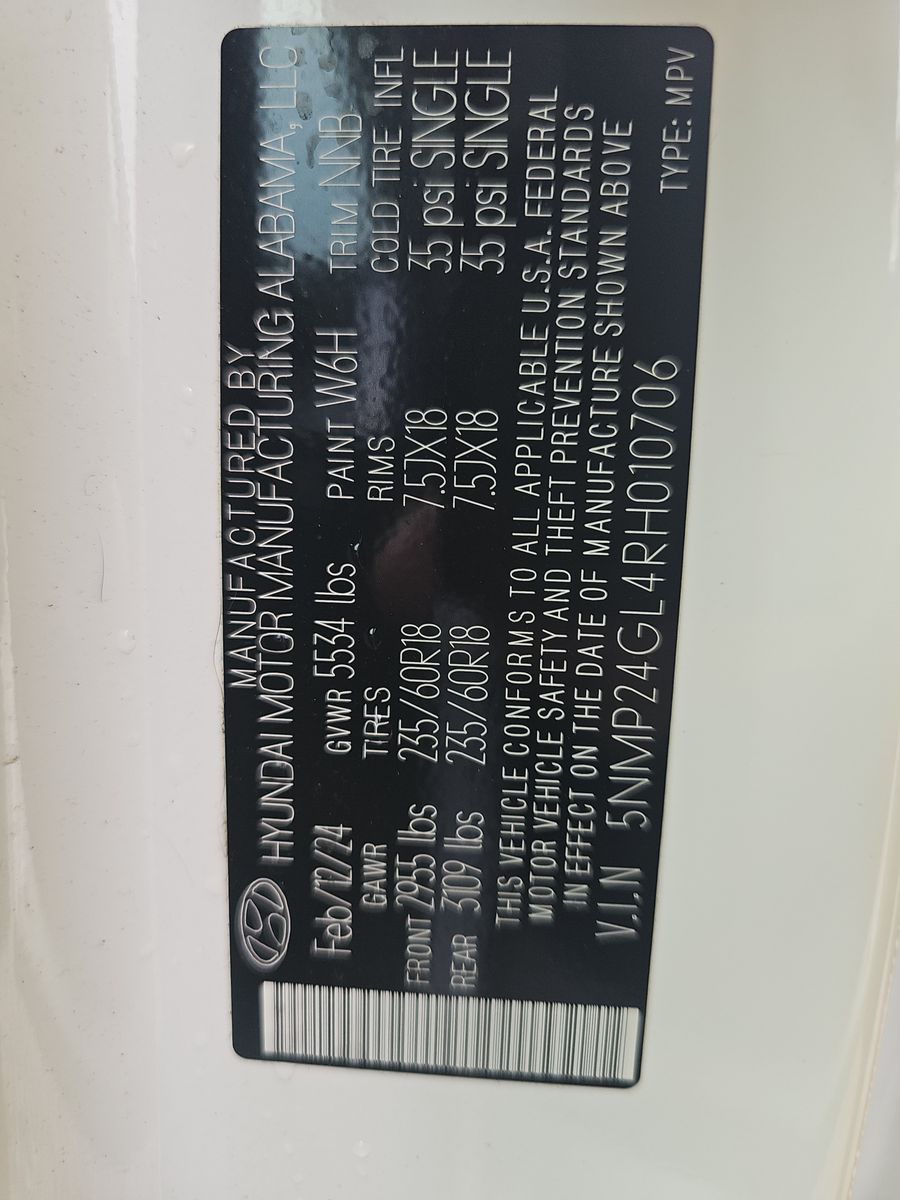 MANUFACTURED BY
HYUNDAI MOTOR MANUFACTURING ALABAMA, LLC
Feb/12/24 GVWR 5534 lbs PAINT W6H TRIM NNB
GAWR TIRES RIMS COLD TIRE INFL
FRONT 2955 lbs 235/60R18 7.5JX18 35 psi SINGLE
REAR 3109 lbs 235/60R18 7.5JX18 35 psi SINGLE
THIS VEHICLE CONFORMS TO ALL APPLICABLE U.S.A. FEDERAL
MOTOR VEHICLE SAFETY AND THEFT PREVENTION STANDARDS
IN EFFECT ON THE DATE OF MANUFACTURE SHOWN ABOVE
V.I.N 5NMP24GL4RH010706 TYPE: MPV